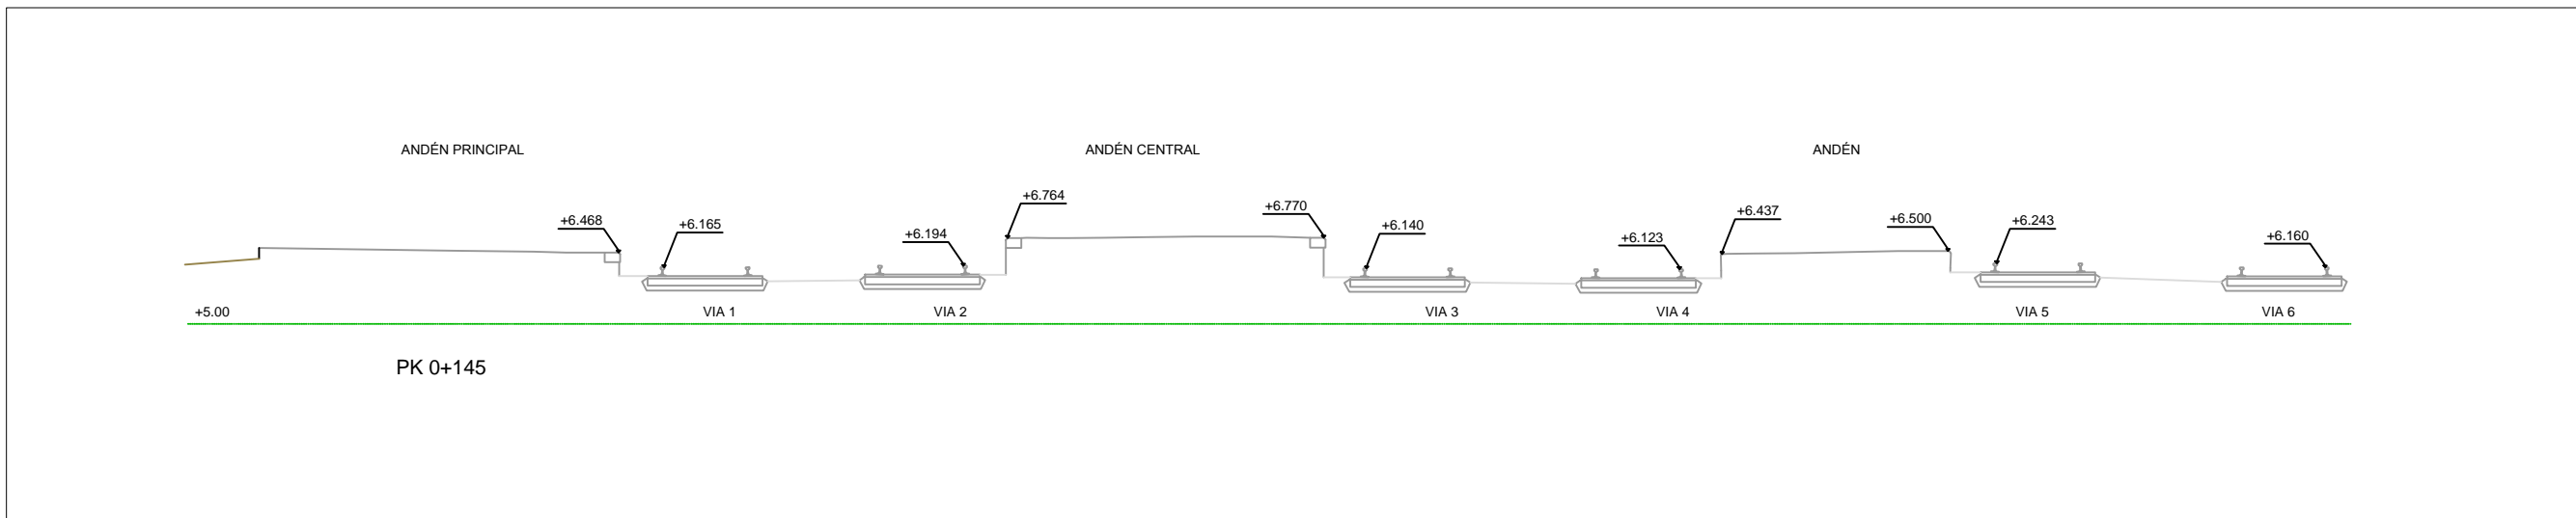 ANDÉN PRINCIPAL
ANDÉN CENTRAL
ANDÉN
+6.468
+6.165
+6.194
+6.764
+6.770
+6.140
+6.123
+6.437
+6.500
+6.243
+6.160
+5.00
VIA 1
VIA 2
VIA 3
VIA 4
VIA 5
VIA 6
PK 0+145